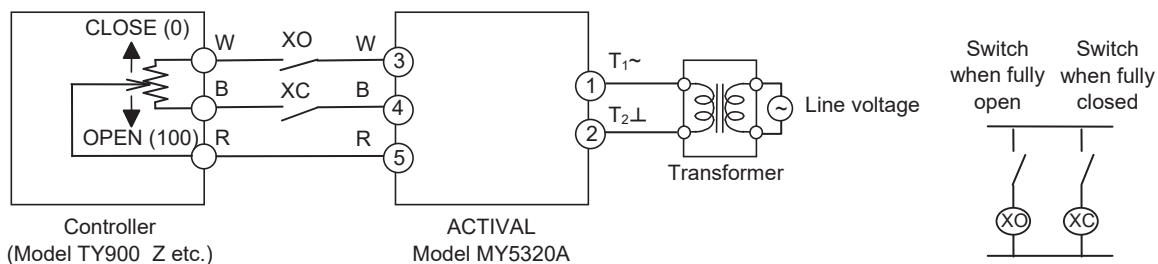 CLOSE (0)
W XO W 3
B XC B 4
OPEN (100) R R 5
1 T₁~
2 T₂⊥
~ Line voltage
Transformer
Controller
(Model TY900_Z etc.)
ACTIVAL
Model MY5320A
Switch
when fully
open
Switch
when fully
closed
XO XC